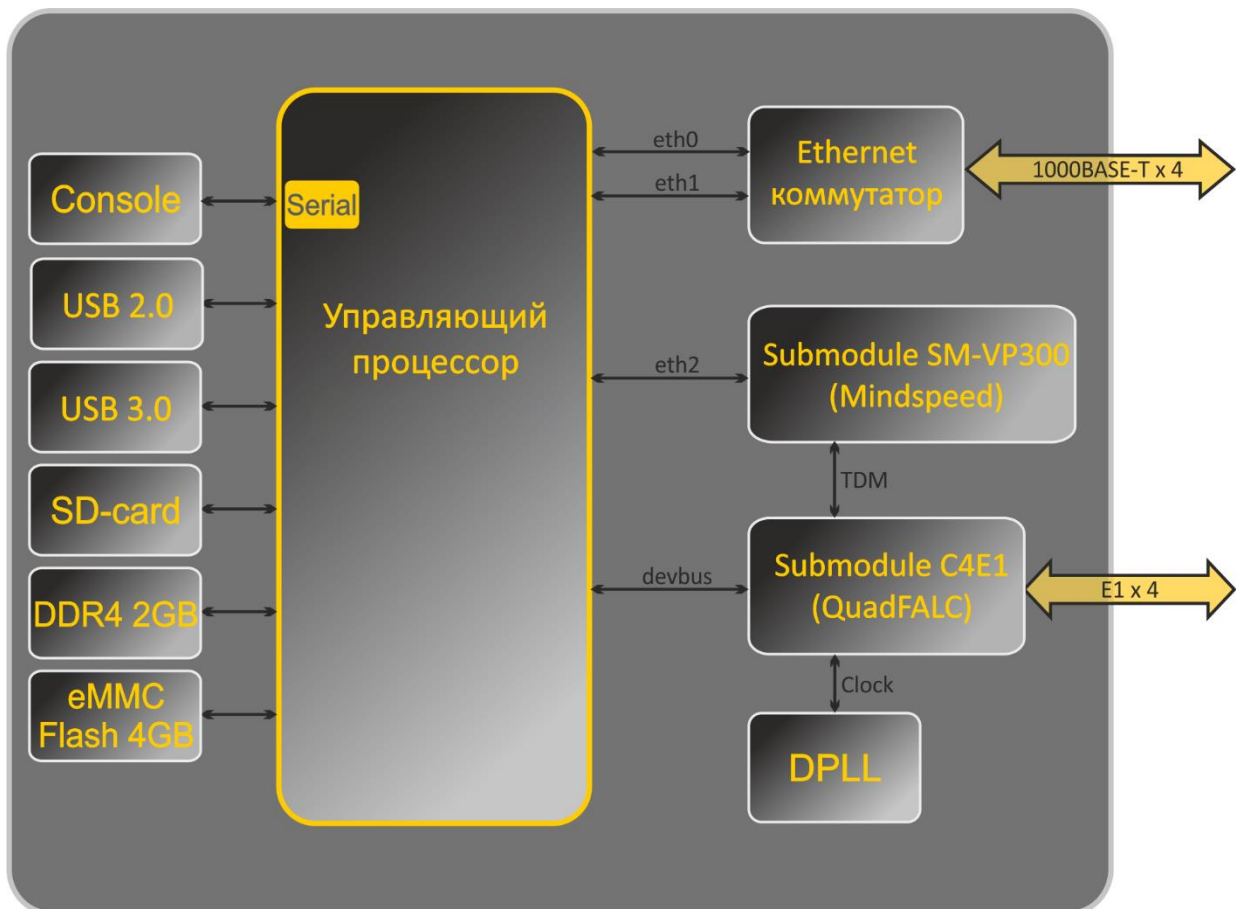 Console
USB 2.0
USB 3.0
SD-card
DDR4 2GB
eMMC
Flash 4GB
Serial
Управляющий
процессор
eth0
eth1
eth2
devbus
Ethernet
коммутатор
1000BASE-T x 4
Submodule SM-VP300
(Mindspeed)
TDM
Submodule C4E1
(QuadFALC)
E1 x 4
Clock
DPLL